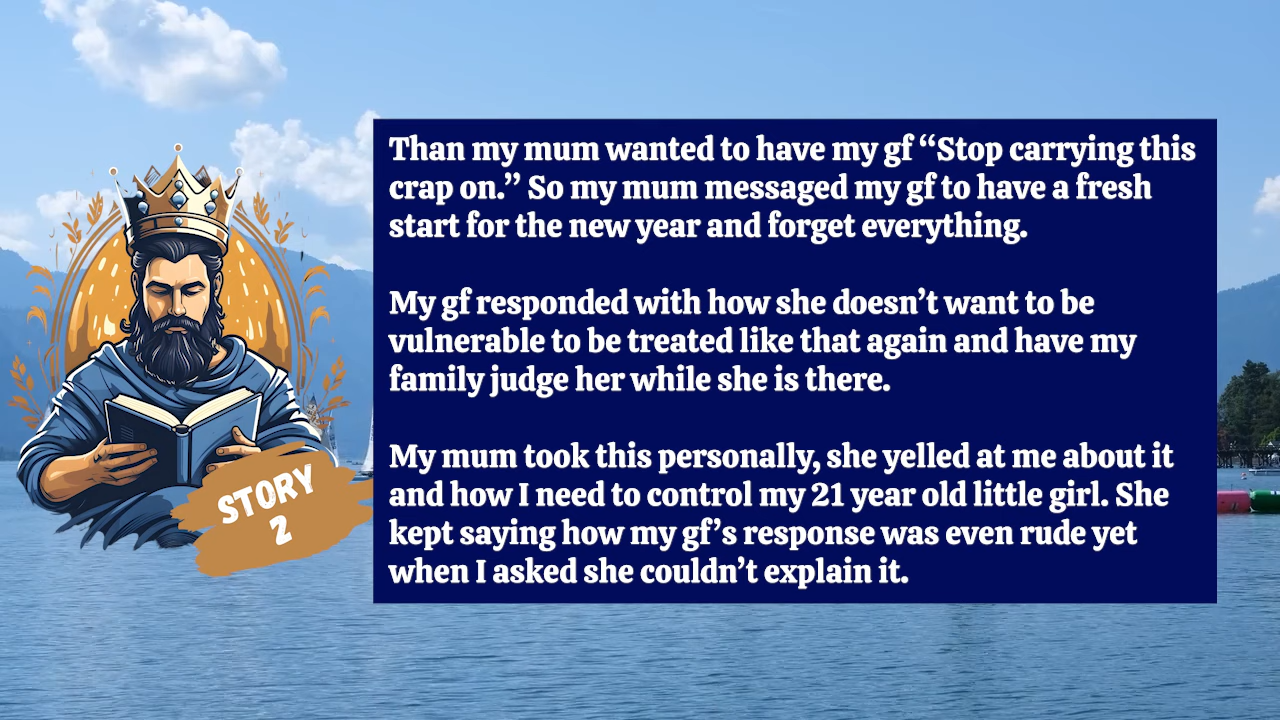 Than my mum wanted to have my gf “Stop carrying this
crap on.” So my mum messaged my gf to have a fresh
start for the new year and forget everything.
My gf responded with how she doesn’t want to be
vulnerable to be treated like that again and have my
family judge her while she is there.
My mum took this personally, she yelled at me about it
and how I need to control my 21 year old little girl. She
kept saying how my gf’s response was even rude yet
when I asked she couldn’t explain it.
STORY
2